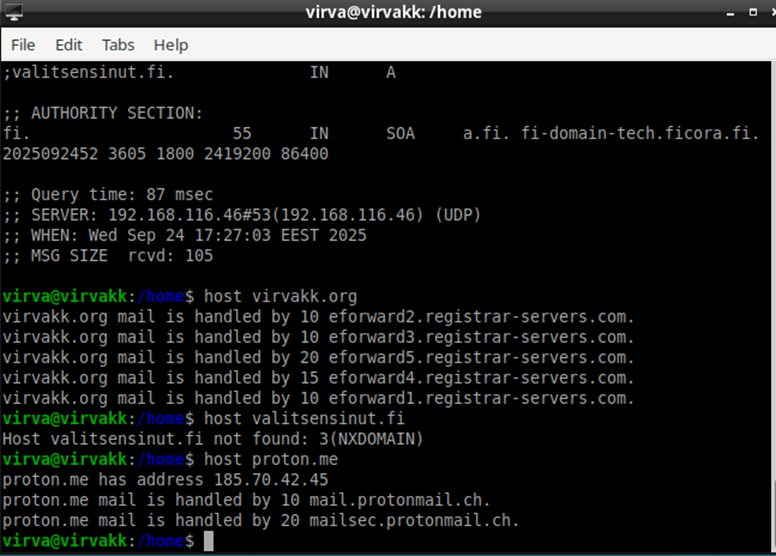 virva@virvakk: /home
File Edit Tabs Help
;valitsensinut.fi. IN A
;; AUTHORITY SECTION:
fi. 55 IN SOA a.fi. fi-domain-tech.ficora.fi.
2025092452 3605 1800 2419200 86400
;; Query time: 87 msec
;; SERVER: 192.168.116.46#53(192.168.116.46) (UDP)
;; WHEN: Wed Sep 24 17:27:03 EEST 2025
;; MSG SIZE rcvd: 105
virva@virvakk:/home$ host virvakk.org
virvakk.org mail is handled by 10 eforward2.registrar-servers.com.
virvakk.org mail is handled by 10 eforward3.registrar-servers.com.
virvakk.org mail is handled by 20 eforward5.registrar-servers.com.
virvakk.org mail is handled by 15 eforward4.registrar-servers.com.
virvakk.org mail is handled by 10 eforward1.registrar-servers.com.
virva@virvakk:/home$ host valitsensinut.fi
Host valitsensinut.fi not found: 3(NXDOMAIN)
virva@virvakk:/home$ host proton.me
proton.me has address 185.70.42.45
proton.me mail is handled by 10 mail.protonmail.ch.
proton.me mail is handled by 20 mailsec.protonmail.ch.
virva@virvakk:/home$